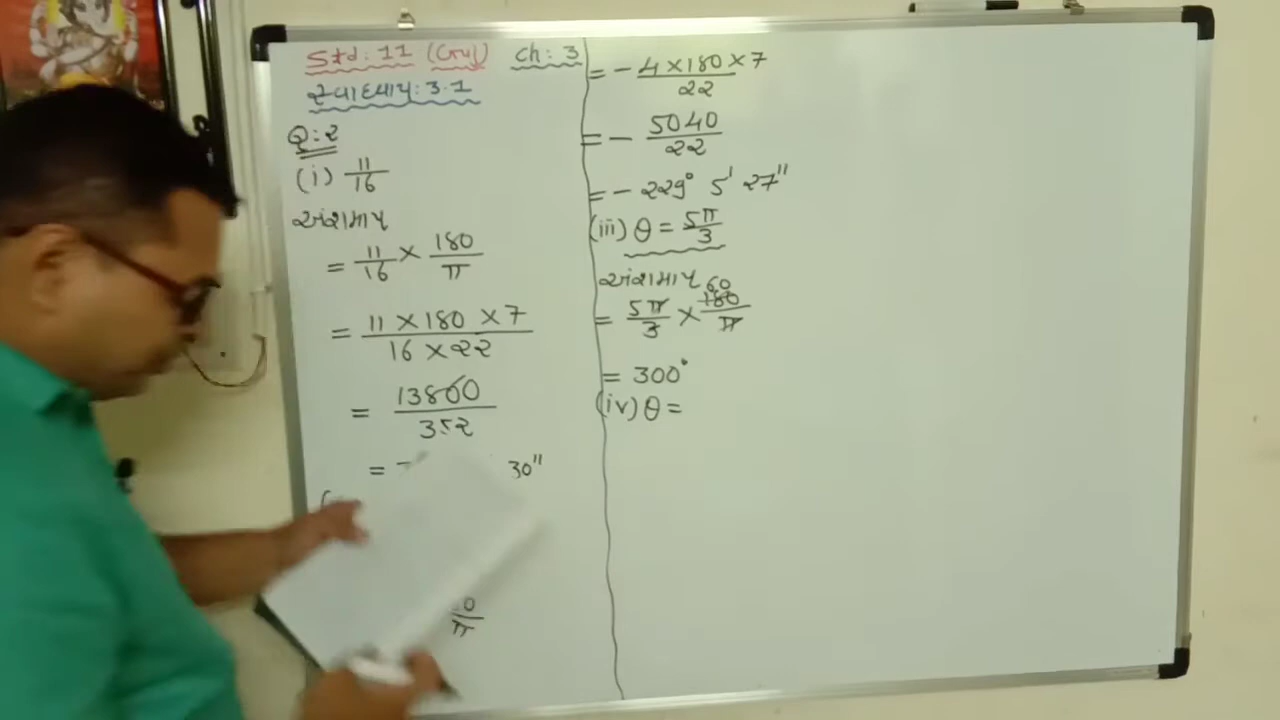 Std: 11 (Guj) Ch: 3
સ્વાધ્યાય: 3.1
Q: 2
(i) 11/16
અંશમાપ
= 11/16 × 180/π
= 11 × 180 × 7 / 16 × 22
= 13860/352
= 30"
π
= - 4 × 180 × 7 / 22
= - 5040/22
= - 229° 5' 27"
(iii) θ = 5π/3
અંશમાપ
= 5π/3 × 180/π 60
= 300°
(iv) θ =